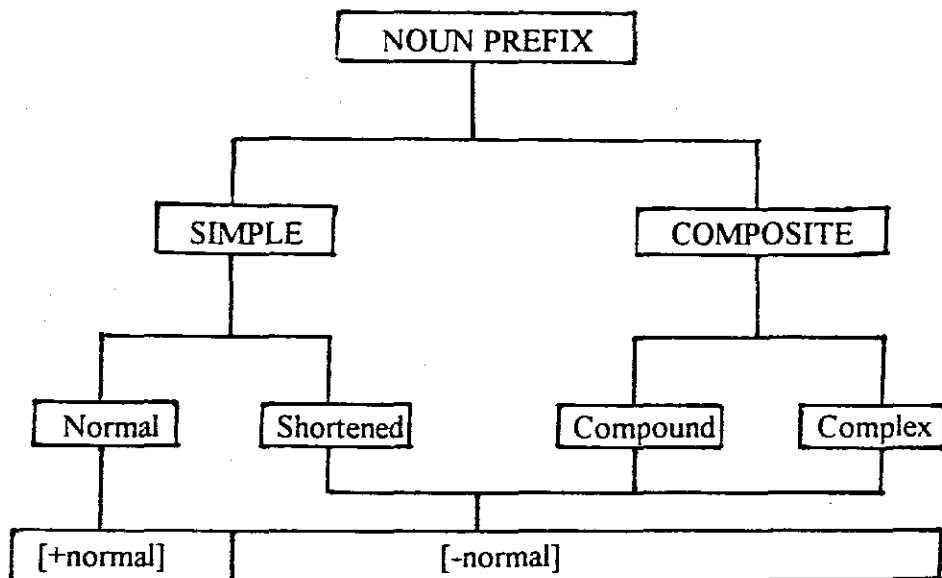 NOUN PREFIX
SIMPLE COMPOSITE
Normal Shortened Compound Complex
[+normal] [-normal]